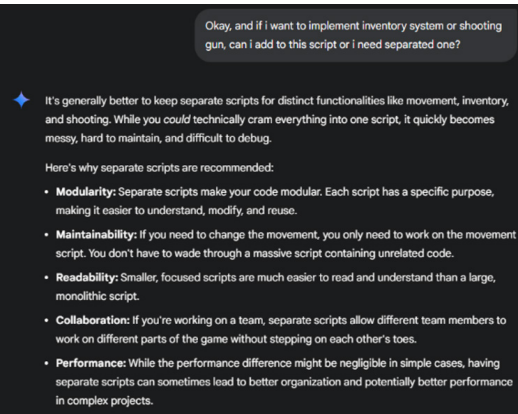 Okay, and if i want to implement inventory system or shooting
gun, can i add to this script or i need separated one?
It's generally better to keep separate scripts for distinct functionalities like movement, inventory,
and shooting. While you could technically cram everything into one script, it quickly becomes
messy, hard to maintain, and difficult to debug.
Here's why separate scripts are recommended:
• Modularity: Separate scripts make your code modular. Each script has a specific purpose,
making it easier to understand, modify, and reuse.
• Maintainability: If you need to change the movement, you only need to work on the movement
script. You don't have to wade through a massive script containing unrelated code.
• Readability: Smaller, focused scripts are much easier to read and understand than a large,
monolithic script.
• Collaboration: If you're working on a team, separate scripts allow different team members to
work on different parts of the game without stepping on each other's toes.
• Performance: While the performance difference might be negligible in simple cases, having
separate scripts can sometimes lead to better organization and potentially better performance
in complex projects.